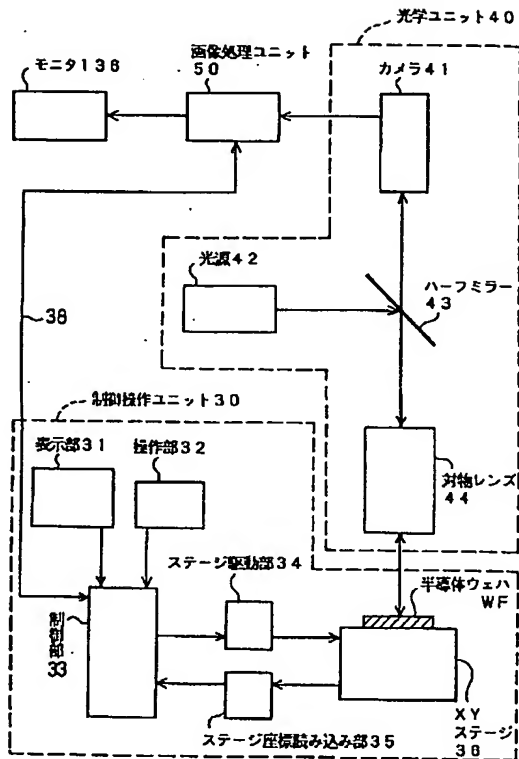 光学ユニット40
画像処理ユニット
50
モニタ136
カメラ41
光源42
ハーフミラー
43
38
制御操作ユニット30
表示部31
操作部32
対物レンズ
44
ステージ駆動部34
半導体ウェハ
WF
制御部
33
ステージ座標読み込み部35
XY
ステージ
36